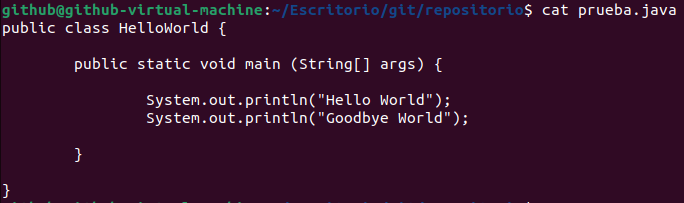 github@github-virtual-machine:~/Escritorio/git/repositorio$ cat prueba.java
public class HelloWorld {
public static void main (String[] args) {
System.out.println("Hello World");
System.out.println("Goodbye World");
}
}